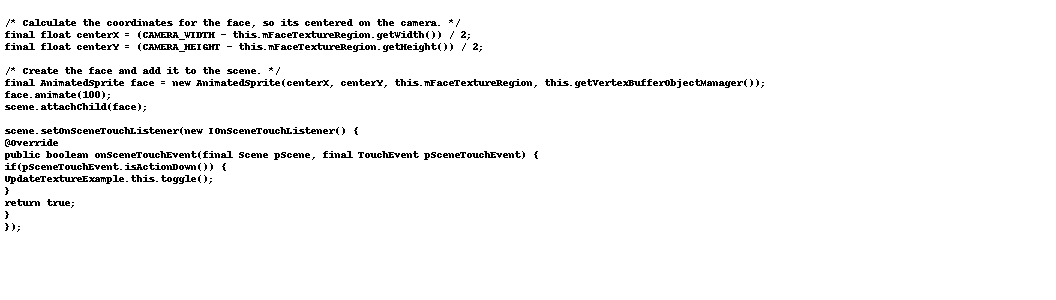 /* Calculate the coordinates for the face, so its centered on the camera. */
final float centerX = (CAMERA_WIDTH - this.mFaceTextureRegion.getWidth()) / 2;
final float centerY = (CAMERA_HEIGHT - this.mFaceTextureRegion.getHeight()) / 2;
/* Create the face and add it to the scene. */
final AnimatedSprite face = new AnimatedSprite(centerX, centerY, this.mFaceTextureRegion, this.getVertexBufferObjectManager());
face.animate(100);
scene.attachChild(face);
scene.setOnSceneTouchListener(new IOnSceneTouchListener() {
@Override
public boolean onSceneTouchEvent(final Scene pScene, final TouchEvent pSceneTouchEvent) {
if(pSceneTouchEvent.isActionDown()) {
UpdateTextureExample.this.toggle();
}
return true;
}
});